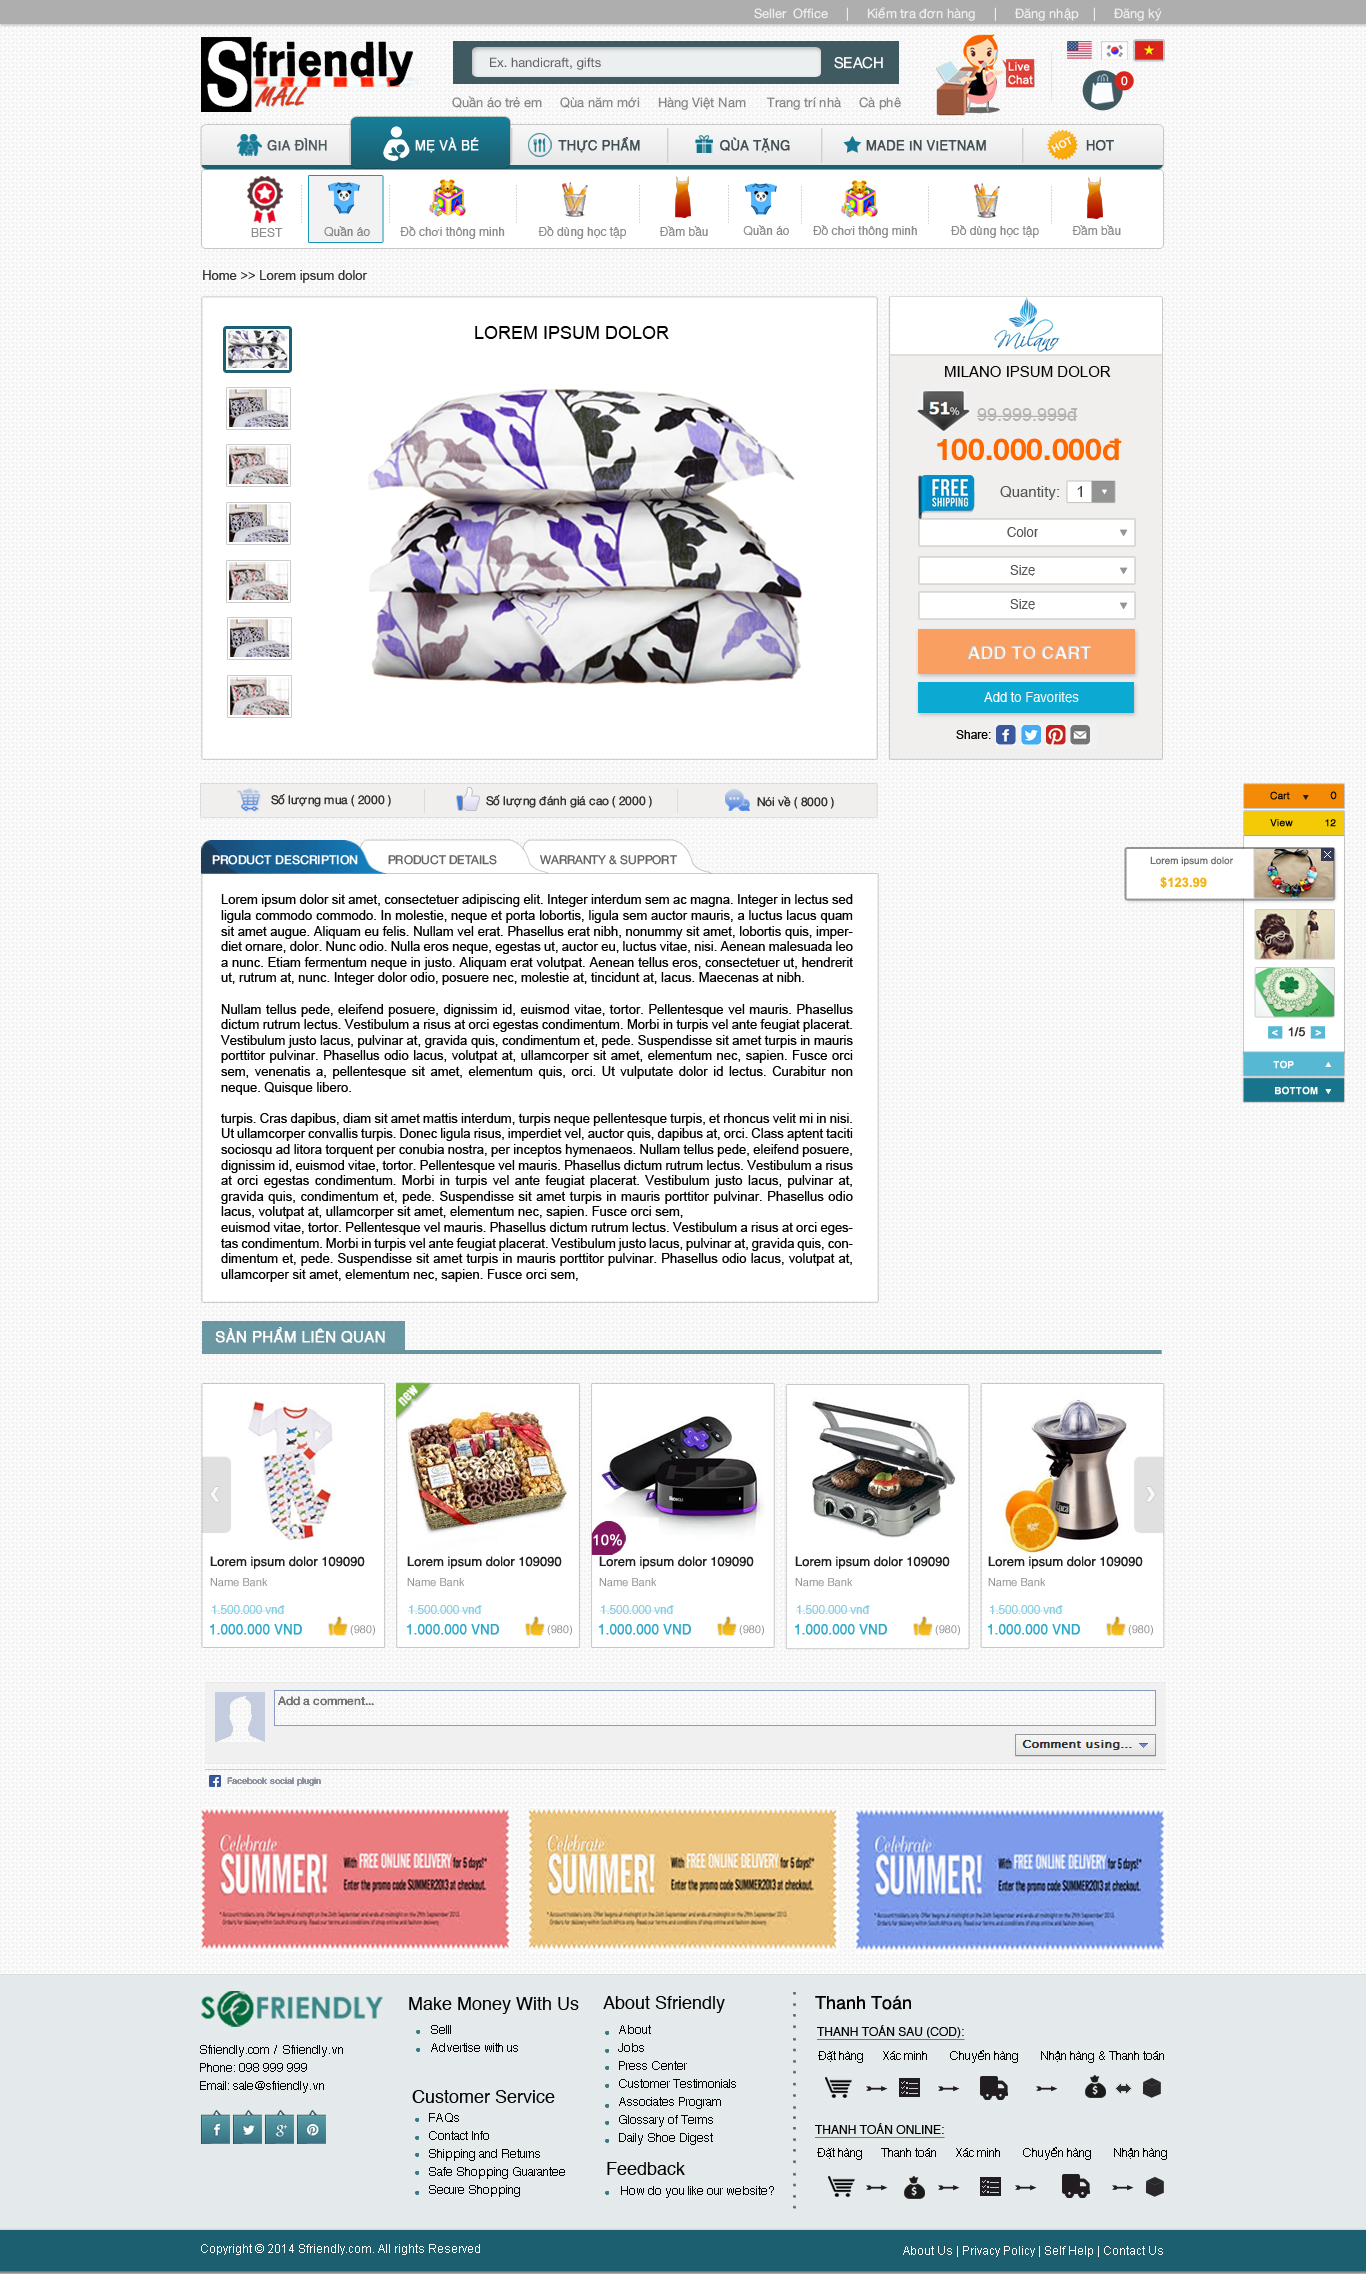 Seller Office | Kiểm tra đơn hàng | Đăng nhập | Đăng ký
Sfriendly
MALL
Ex. handicraft, gifts
SEACH
Live
Chat
0
Quần áo trẻ em Qùa năm mới Hàng Việt Nam Trang trí nhà Cà phê
GIA ĐÌNH
MẸ VÀ BÉ
THỰC PHẨM
QÙA TẶNG
MADE IN VIETNAM
HOT
HOT
BEST
Quần áo
Đồ chơi thông minh
Đồ dùng học tập
Đầm bầu
Quần áo
Đồ chơi thông minh
Đồ dùng học tập
Đầm bầu
Home >> Lorem ipsum dolor
LOREM IPSUM DOLOR
Milano
MILANO IPSUM DOLOR
51%
99.999.999đ
100.000.000đ
FREE
SHIPPING
Quantity: 1
Color
Size
Size
ADD TO CART
Add to Favorites
Share:
Số lượng mua ( 2000 )
Số lượng đánh giá cao ( 2000 )
Nói về ( 8000 )
Cart 0
View 12
Lorem ipsum dolor
$123.99
< 1/5 >
TOP
BOTTOM
PRODUCT DESCRIPTION
PRODUCT DETAILS
WARRANTY & SUPPORT
Lorem ipsum dolor sit amet, consectetuer adipiscing elit. Integer interdum sem ac magna. Integer in lectus sed
ligula commodo commodo. In molestie, neque et porta lobortis, ligula sem auctor mauris, a luctus lacus quam
sit amet augue. Aliquam eu felis. Nullam vel erat. Phasellus erat nibh, nonummy sit amet, lobortis quis, imper-
diet ornare, dolor. Nunc odio. Nulla eros neque, egestas ut, auctor eu, luctus vitae, nisi. Aenean malesuada leo
a nunc. Etiam fermentum neque in justo. Aliquam erat volutpat. Aenean tellus eros, consectetuer ut, hendrerit
ut, rutrum at, nunc. Integer dolor odio, posuere nec, molestie at, tincidunt at, lacus. Maecenas at nibh.
Nullam tellus pede, eleifend posuere, dignissim id, euismod vitae, tortor. Pellentesque vel mauris. Phasellus
dictum rutrum lectus. Vestibulum a risus at orci egestas condimentum. Morbi in turpis vel ante feugiat placerat.
Vestibulum justo lacus, pulvinar at, gravida quis, condimentum et, pede. Suspendisse sit amet turpis in mauris
porttitor pulvinar. Phasellus odio lacus, volutpat at, ullamcorper sit amet, elementum nec, sapien. Fusce orci
sem, venenatis a, pellentesque sit amet, elementum quis, orci. Ut vulputate dolor id lectus. Curabitur non
neque. Quisque libero.
turpis. Cras dapibus, diam sit amet mattis interdum, turpis neque pellentesque turpis, et rhoncus velit mi in nisi.
Ut ullamcorper convallis turpis. Donec ligula risus, imperdiet vel, auctor quis, dapibus at, orci. Class aptent taciti
sociosqu ad litora torquent per conubia nostra, per inceptos hymenaeos. Nullam tellus pede, eleifend posuere,
dignissim id, euismod vitae, tortor. Pellentesque vel mauris. Phasellus dictum rutrum lectus. Vestibulum a risus
at orci egestas condimentum. Morbi in turpis vel ante feugiat placerat. Vestibulum justo lacus, pulvinar at,
gravida quis, condimentum et, pede. Suspendisse sit amet turpis in mauris porttitor pulvinar. Phasellus odio
lacus, volutpat at, ullamcorper sit amet, elementum nec, sapien. Fusce orci sem,
euismod vitae, tortor. Pellentesque vel mauris. Phasellus dictum rutrum lectus. Vestibulum a risus at orci eges-
tas condimentum. Morbi in turpis vel ante feugiat placerat. Vestibulum justo lacus, pulvinar at, gravida quis, con-
dimentum et, pede. Suspendisse sit amet turpis in mauris porttitor pulvinar. Phasellus odio lacus, volutpat at,
ullamcorper sit amet, elementum nec, sapien. Fusce orci sem,
SẢN PHẨM LIÊN QUAN
Lorem ipsum dolor 109090
Name Bank
1.500.000 vnđ
1.000.000 VND (980)
new
Lorem ipsum dolor 109090
Name Bank
1.500.000 vnđ
1.000.000 VND (980)
HD
ROKU
10%
Lorem ipsum dolor 109090
Name Bank
1.500.000 vnđ
1.000.000 VND (980)
Lorem ipsum dolor 109090
Name Bank
1.500.000 vnđ
1.000.000 VND (980)
Lorem ipsum dolor 109090
Name Bank
1.500.000 vnđ
1.000.000 VND (980)
Add a comment...
Comment using...
Facebook social plugin
Celebrate
SUMMER!
With FREE ONLINE DELIVERY for 5 days!*
Enter the promo code SUMMER2013 at checkout.
Celebrate
SUMMER!
With FREE ONLINE DELIVERY for 5 days!*
Enter the promo code SUMMER2013 at checkout.
Celebrate
SUMMER!
With FREE ONLINE DELIVERY for 5 days!*
Enter the promo code SUMMER2013 at checkout.
SFRIENDLY
Sfriendly.com / Sfriendly.vn
Phone: 098 999 999
Email: sale@sfriendly.vn
Make Money With Us
Selll
Advertise with us
Customer Service
FAQs
Contact Info
Shipping and Returns
Safe Shopping Guarantee
Secure Shopping
About Sfriendly
About
Jobs
Press Center
Customer Testimonials
Assodates Program
Glossary of Terms
Daily Shoe Digest
Feedback
How do you like our website?
Thanh Toán
THANH TOÁN SAU (COD):
Đặt hàng Xác minh Chuyển hàng Nhận hàng & Thanh toán
THANH TOÁN ONLINE:
Đặt hàng Thanh toán Xác minh Chuyển hàng Nhận hàng
Copyright © 2014 Sfriendly.com. All rights Reserved
About Us | Privacy Policy | Self Help | Contact Us